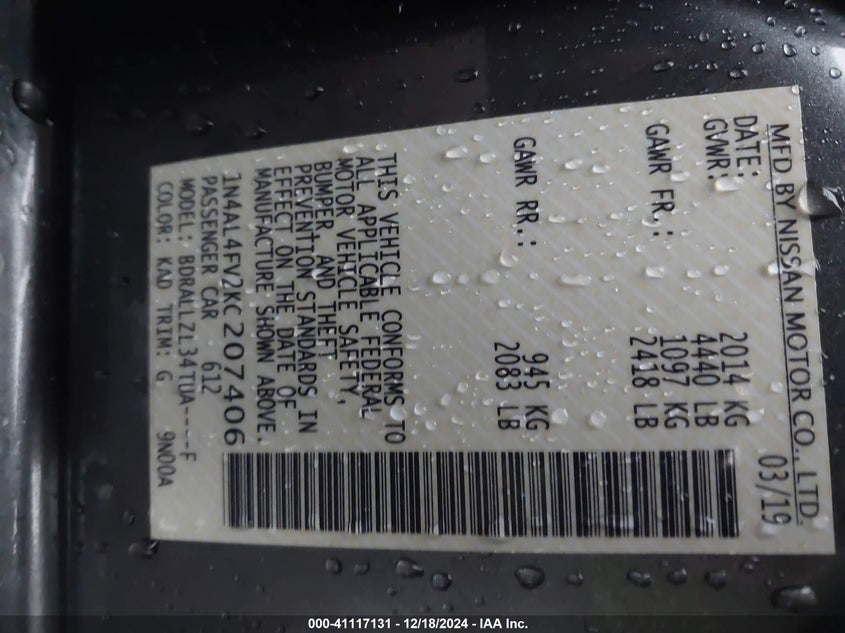 MFD BY NISSAN MOTOR CO., LTD.
DATE: 03/19
GVWR: 2014 KG
4440 LB
GAWR FR.: 1097 KG
2418 LB
GAWR RR.: 945 KG
2083 LB
THIS VEHICLE CONFORMS TO
ALL APPLICABLE FEDERAL
MOTOR VEHICLE SAFETY,
BUMPER, AND THEFT
PREVENTION STANDARDS IN
EFFECT ON THE DATE OF
MANUFACTURE SHOWN ABOVE.
1N4AL4FV2KC207406
PASSENGER CAR 612
MODEL: BDRALLZL34TUA----F
COLOR: KAD TRIM: G 9N00A
000-41117131 - 12/18/2024 - IAA Inc.